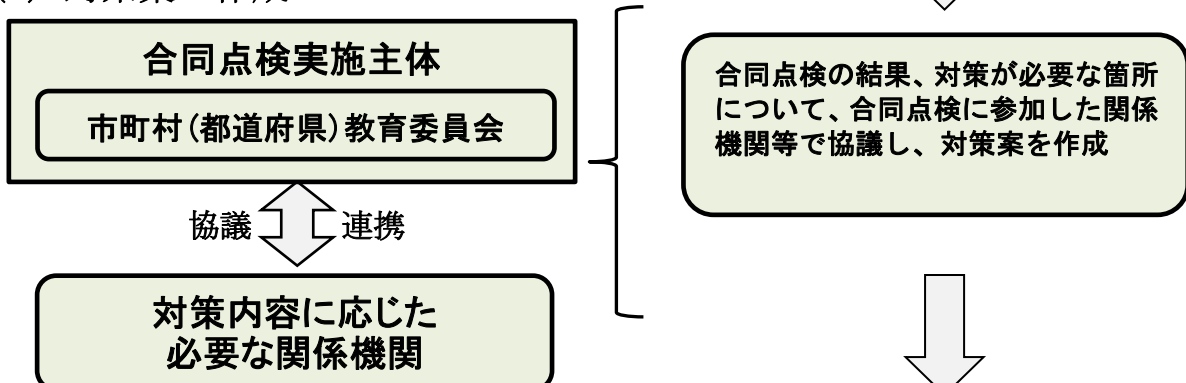 合同点検実施主体
市町村(都道府県)教育委員会
協議
連携
対策内容に応じた
必要な関係機関
合同点検の結果、対策が必要な箇所
について、合同点検に参加した関係
機関等で協議し、対策案を作成